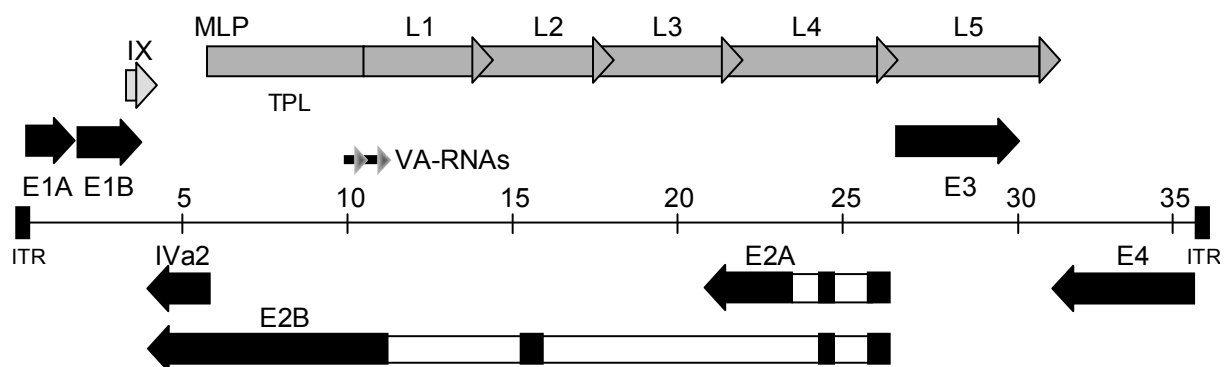 MLP L1 L2 L3 L4 L5
IX
TPL
VA-RNAs
E1A E1B E3
5 10 15 20 25 30 35
ITR IVa2 E2A E4 ITR
E2B